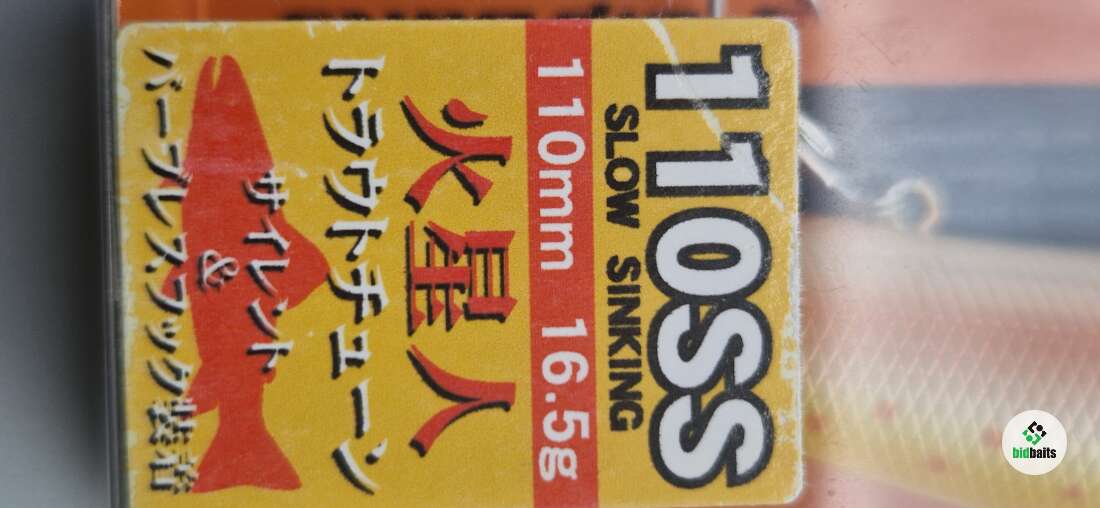 110SS
SLOW SINKING
110mm 16.5g
火星人
トラウトチューン
サイレント
&
バーブレスフック装着
bidbaits